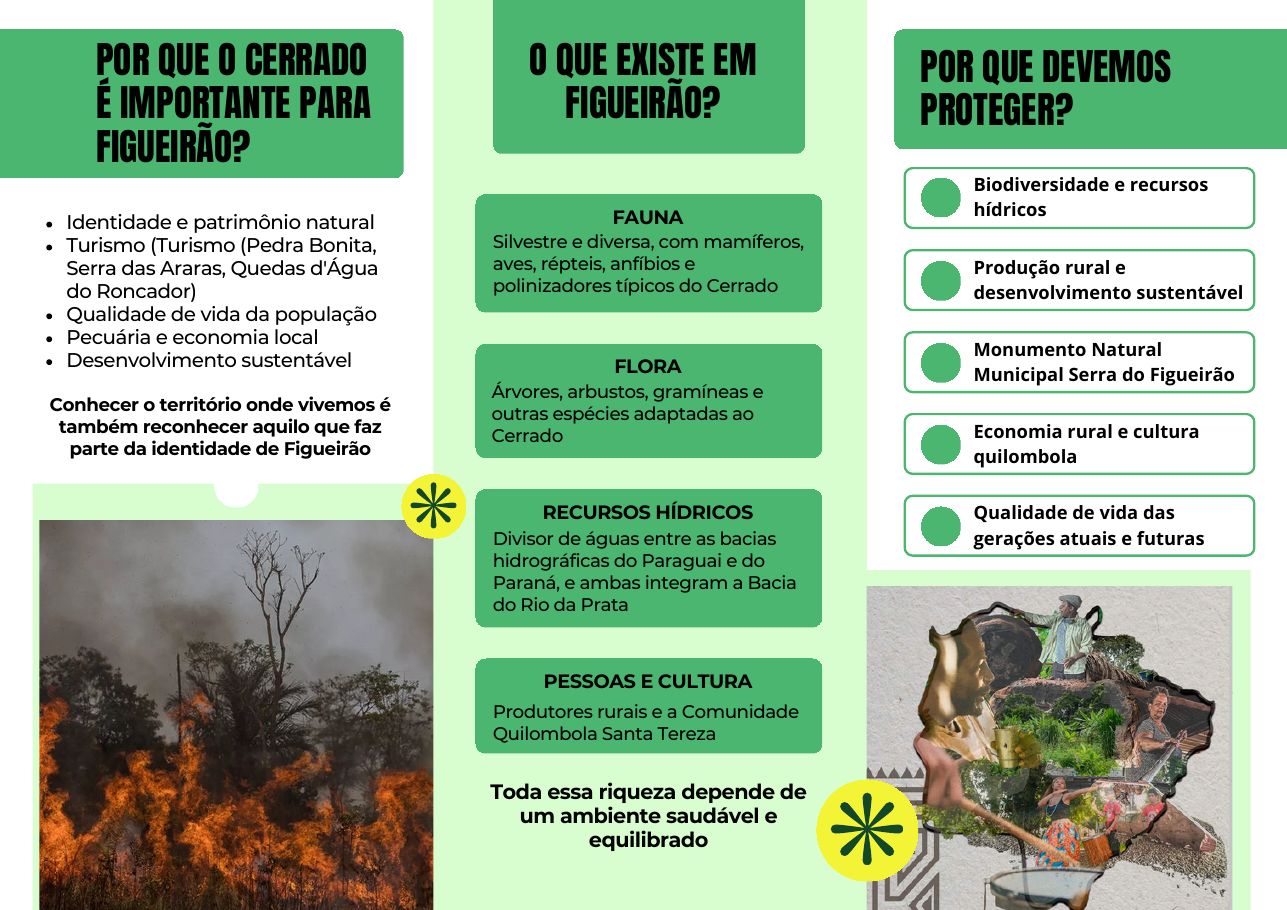 POR QUE O CERRADO
É IMPORTANTE PARA
FIGUEIRÃO?
• Identidade e patrimônio natural
• Turismo (Turismo (Pedra Bonita,
Serra das Araras, Quedas d'Água
do Roncador)
• Qualidade de vida da população
• Pecuária e economia local
• Desenvolvimento sustentável
Conhecer o território onde vivemos é
também reconhecer aquilo que faz
parte da identidade de Figueirão
O QUE EXISTE EM
FIGUEIRÃO?
FAUNA
Silvestre e diversa, com mamíferos,
aves, répteis, anfíbios e
polinizadores típicos do Cerrado
FLORA
Árvores, arbustos, gramíneas e
outras espécies adaptadas ao
Cerrado
RECURSOS HÍDRICOS
Divisor de águas entre as bacias
hidrográficas do Paraguai e do
Paraná, e ambas integram a Bacia
do Rio da Prata
PESSOAS E CULTURA
Produtores rurais e a Comunidade
Quilombola Santa Tereza
Toda essa riqueza depende de
um ambiente saudável e
equilibrado
POR QUE DEVEMOS
PROTEGER?
Biodiversidade e recursos
hídricos
Produção rural e
desenvolvimento sustentável
Monumento Natural
Municipal Serra do Figueirão
Economia rural e cultura
quilombola
Qualidade de vida das
gerações atuais e futuras